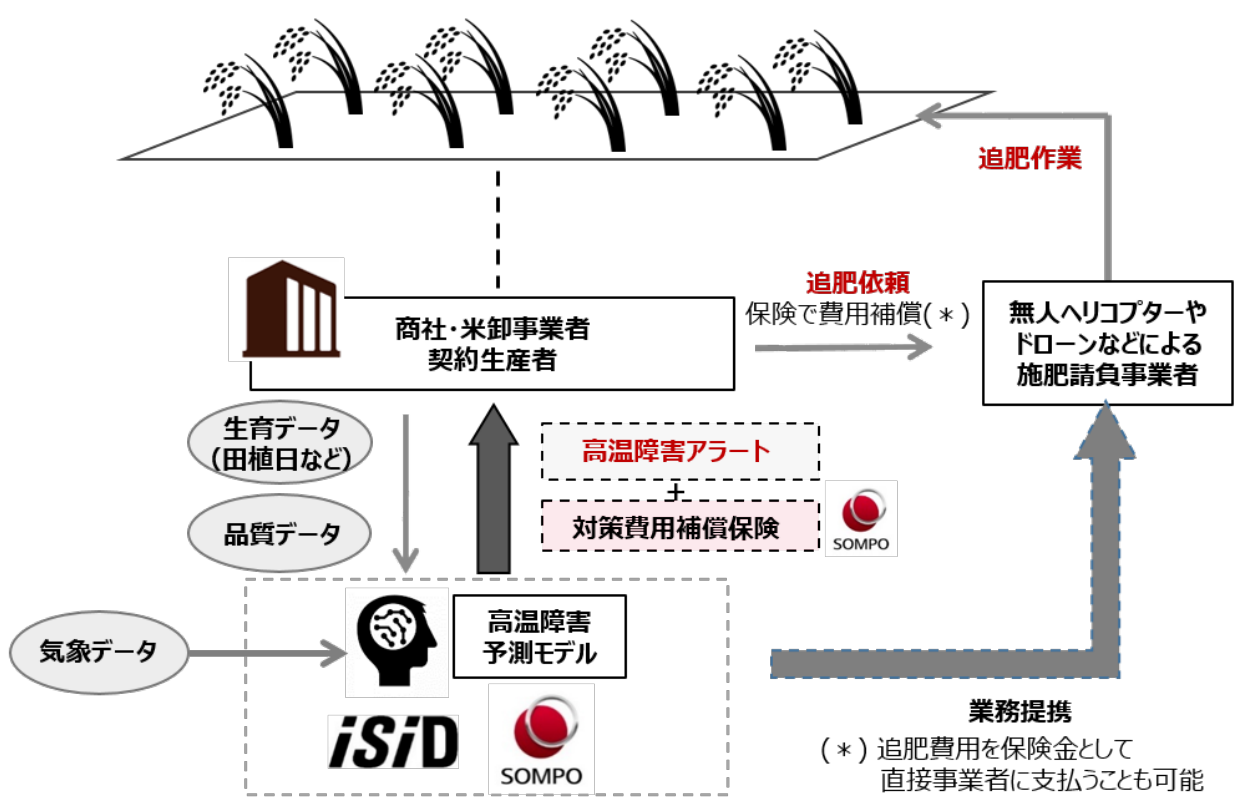 追肥作業
追肥依頼
保険で費用補償(＊)
商社・米卸事業者
契約生産者
無人ヘリコプターや
ドローンなどによる
施肥請負事業者
生育データ
(田植日など)
品質データ
高温障害アラート
+
対策費用補償保険
SOMPO
気象データ
高温障害
予測モデル
iSiD
SOMPO
業務提携
(＊) 追肥費用を保険金として
直接事業者に支払うことも可能